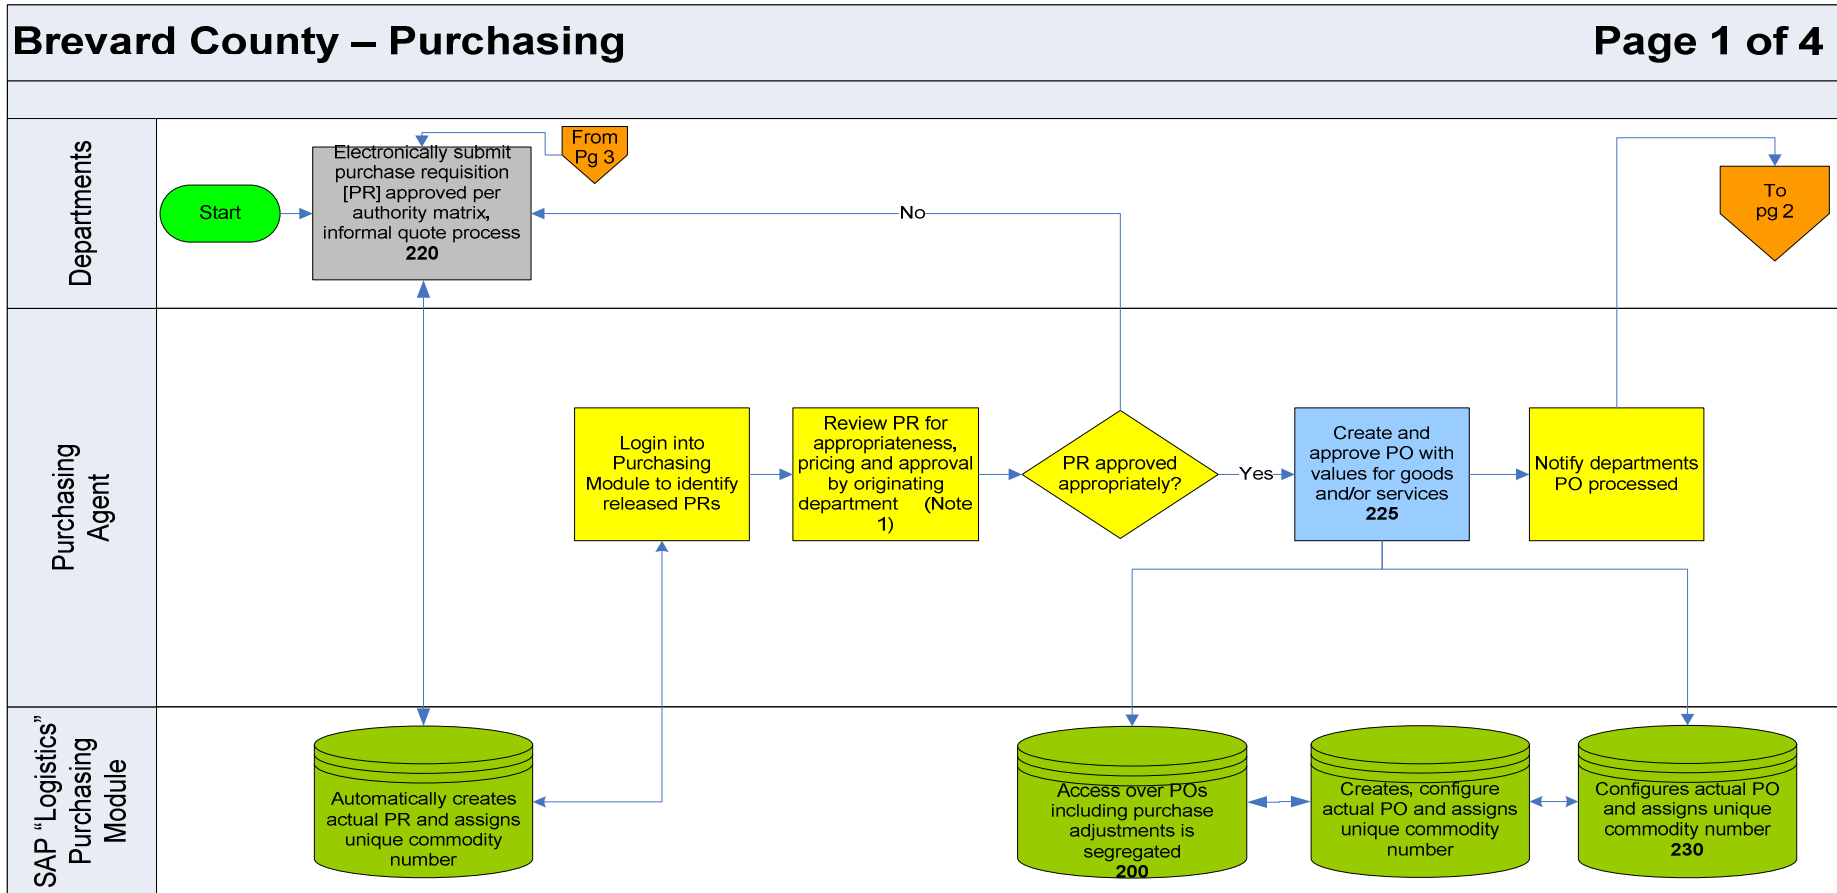 Brevard County – Purchasing
Page 1 of 4
Departments
Start
Electronically submit
purchase requisition
[PR] approved per
authority matrix,
informal quote process
220
From
Pg 3
No
To
pg 2
Purchasing
Agent
Login into
Purchasing
Module to identify
released PRs
Review PR for
appropriateness,
pricing and approval
by originating
department (Note
1)
PR approved
appropriately?
Yes
Create and
approve PO with
values for goods
and/or services
225
Notify departments
PO processed
SAP “Logistics”
Purchasing
Module
Automatically creates
actual PR and assigns
unique commodity
number
Access over POs
including purchase
adjustments is
segregated
200
Creates, configure
actual PO and assigns
unique commodity
number
Configures actual PO
and assigns unique
commodity number
230